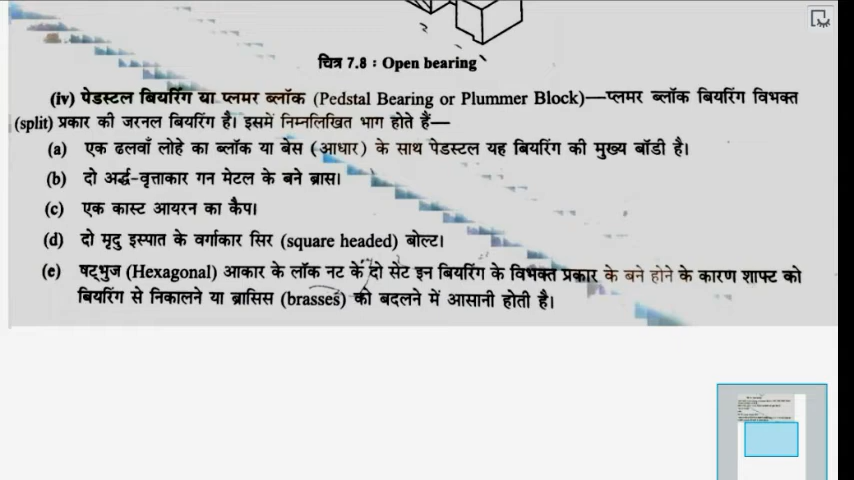 चित्र 7.8 : Open bearing
(iv) पेडस्टल बियरिंग या प्लमर ब्लॉक (Pedstal Bearing or Plummer Block)—प्लमर ब्लॉक बियरिंग विभक्त
(split) प्रकार की जरनल बियरिंग है। इसमें निम्नलिखित भाग होते हैं—
(a) एक ढलवाँ लोहे का ब्लॉक या बेस (आधार) के साथ पेडस्टल यह बियरिंग की मुख्य बॉडी है।
(b) दो अर्द्ध-वृत्ताकार गन मेटल के बने ब्रास।
(c) एक कास्ट आयरन का कैप।
(d) दो मृदु इस्पात के वर्गाकार सिर (square headed) बोल्ट।
(e) षट्भुज (Hexagonal) आकार के लॉक नट के दो सेट इन बियरिंग के विभक्त प्रकार के बने होने के कारण शाफ्ट को
बियरिंग से निकालने या ब्रासिस (brasses) को बदलने में आसानी होती है।